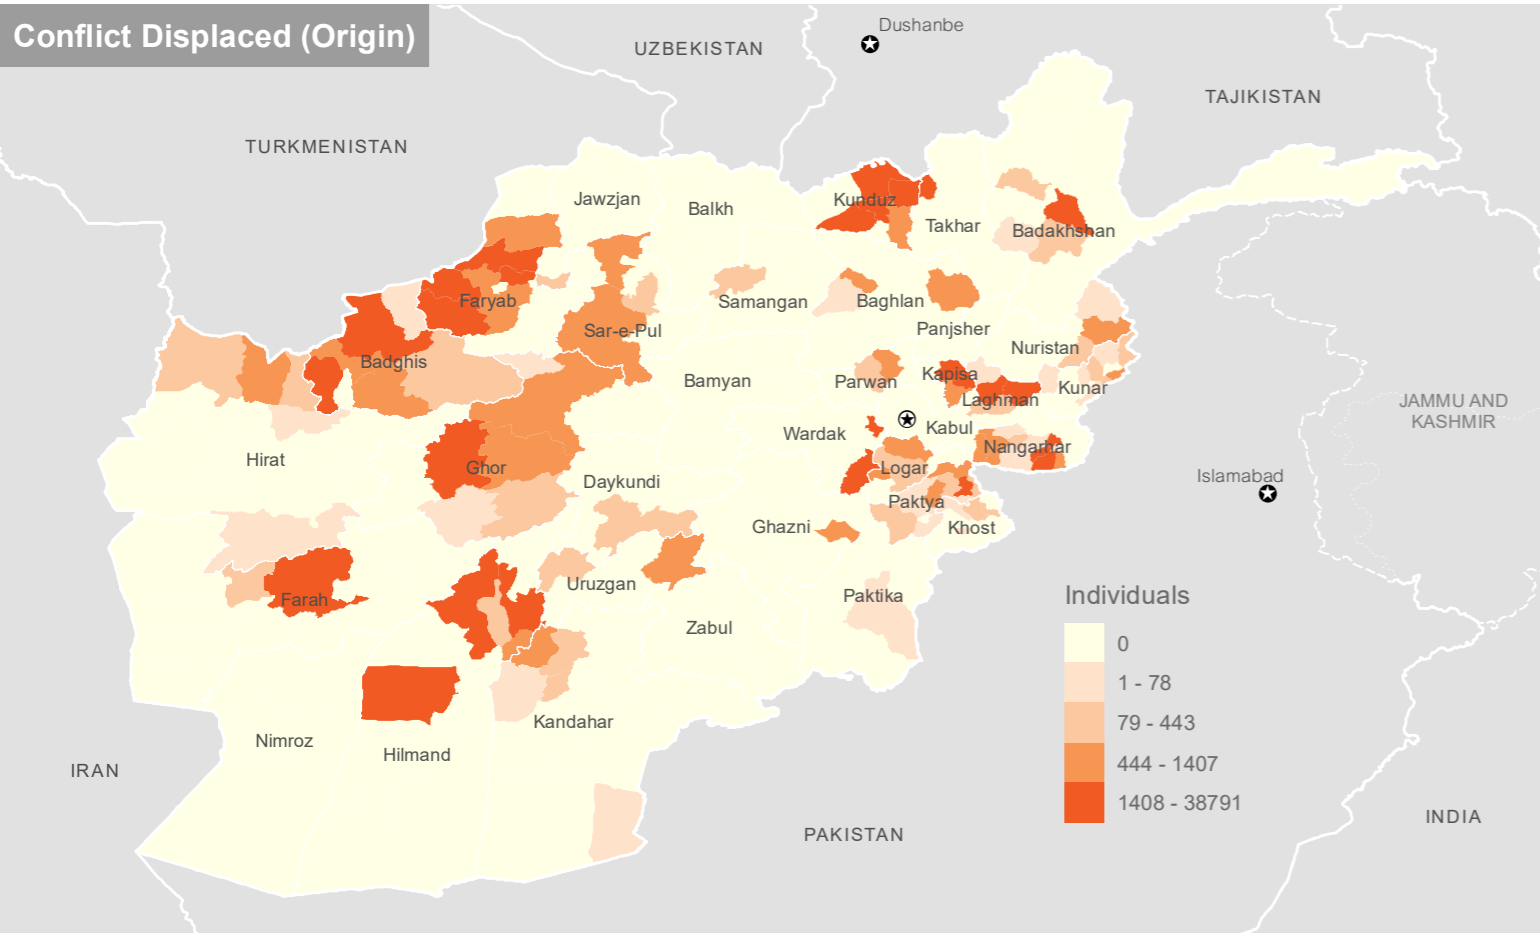 Conflict Displaced (Origin)
Dushanbe
UZBEKISTAN
TAJIKISTAN
TURKMENISTAN
Jawzjan
Balkh
Kunduz
Takhar
Badakhshan
Faryab
Samangan
Baghlan
Sar-e-Pul
Panjsher
Nuristan
Badghis
Bamyan
Parwan
Kapisa
Kunar
Laghman
JAMMU AND
KASHMIR
Wardak
Kabul
Hirat
Ghor
Logar
Nangarhar
Daykundi
Islamabad
Paktya
Ghazni
Khost
Uruzgan
Farah
Paktika
Zabul
Individuals
0
1 - 78
79 - 443
444 - 1407
1408 - 38791
Kandahar
Nimroz
Hilmand
IRAN
PAKISTAN
INDIA